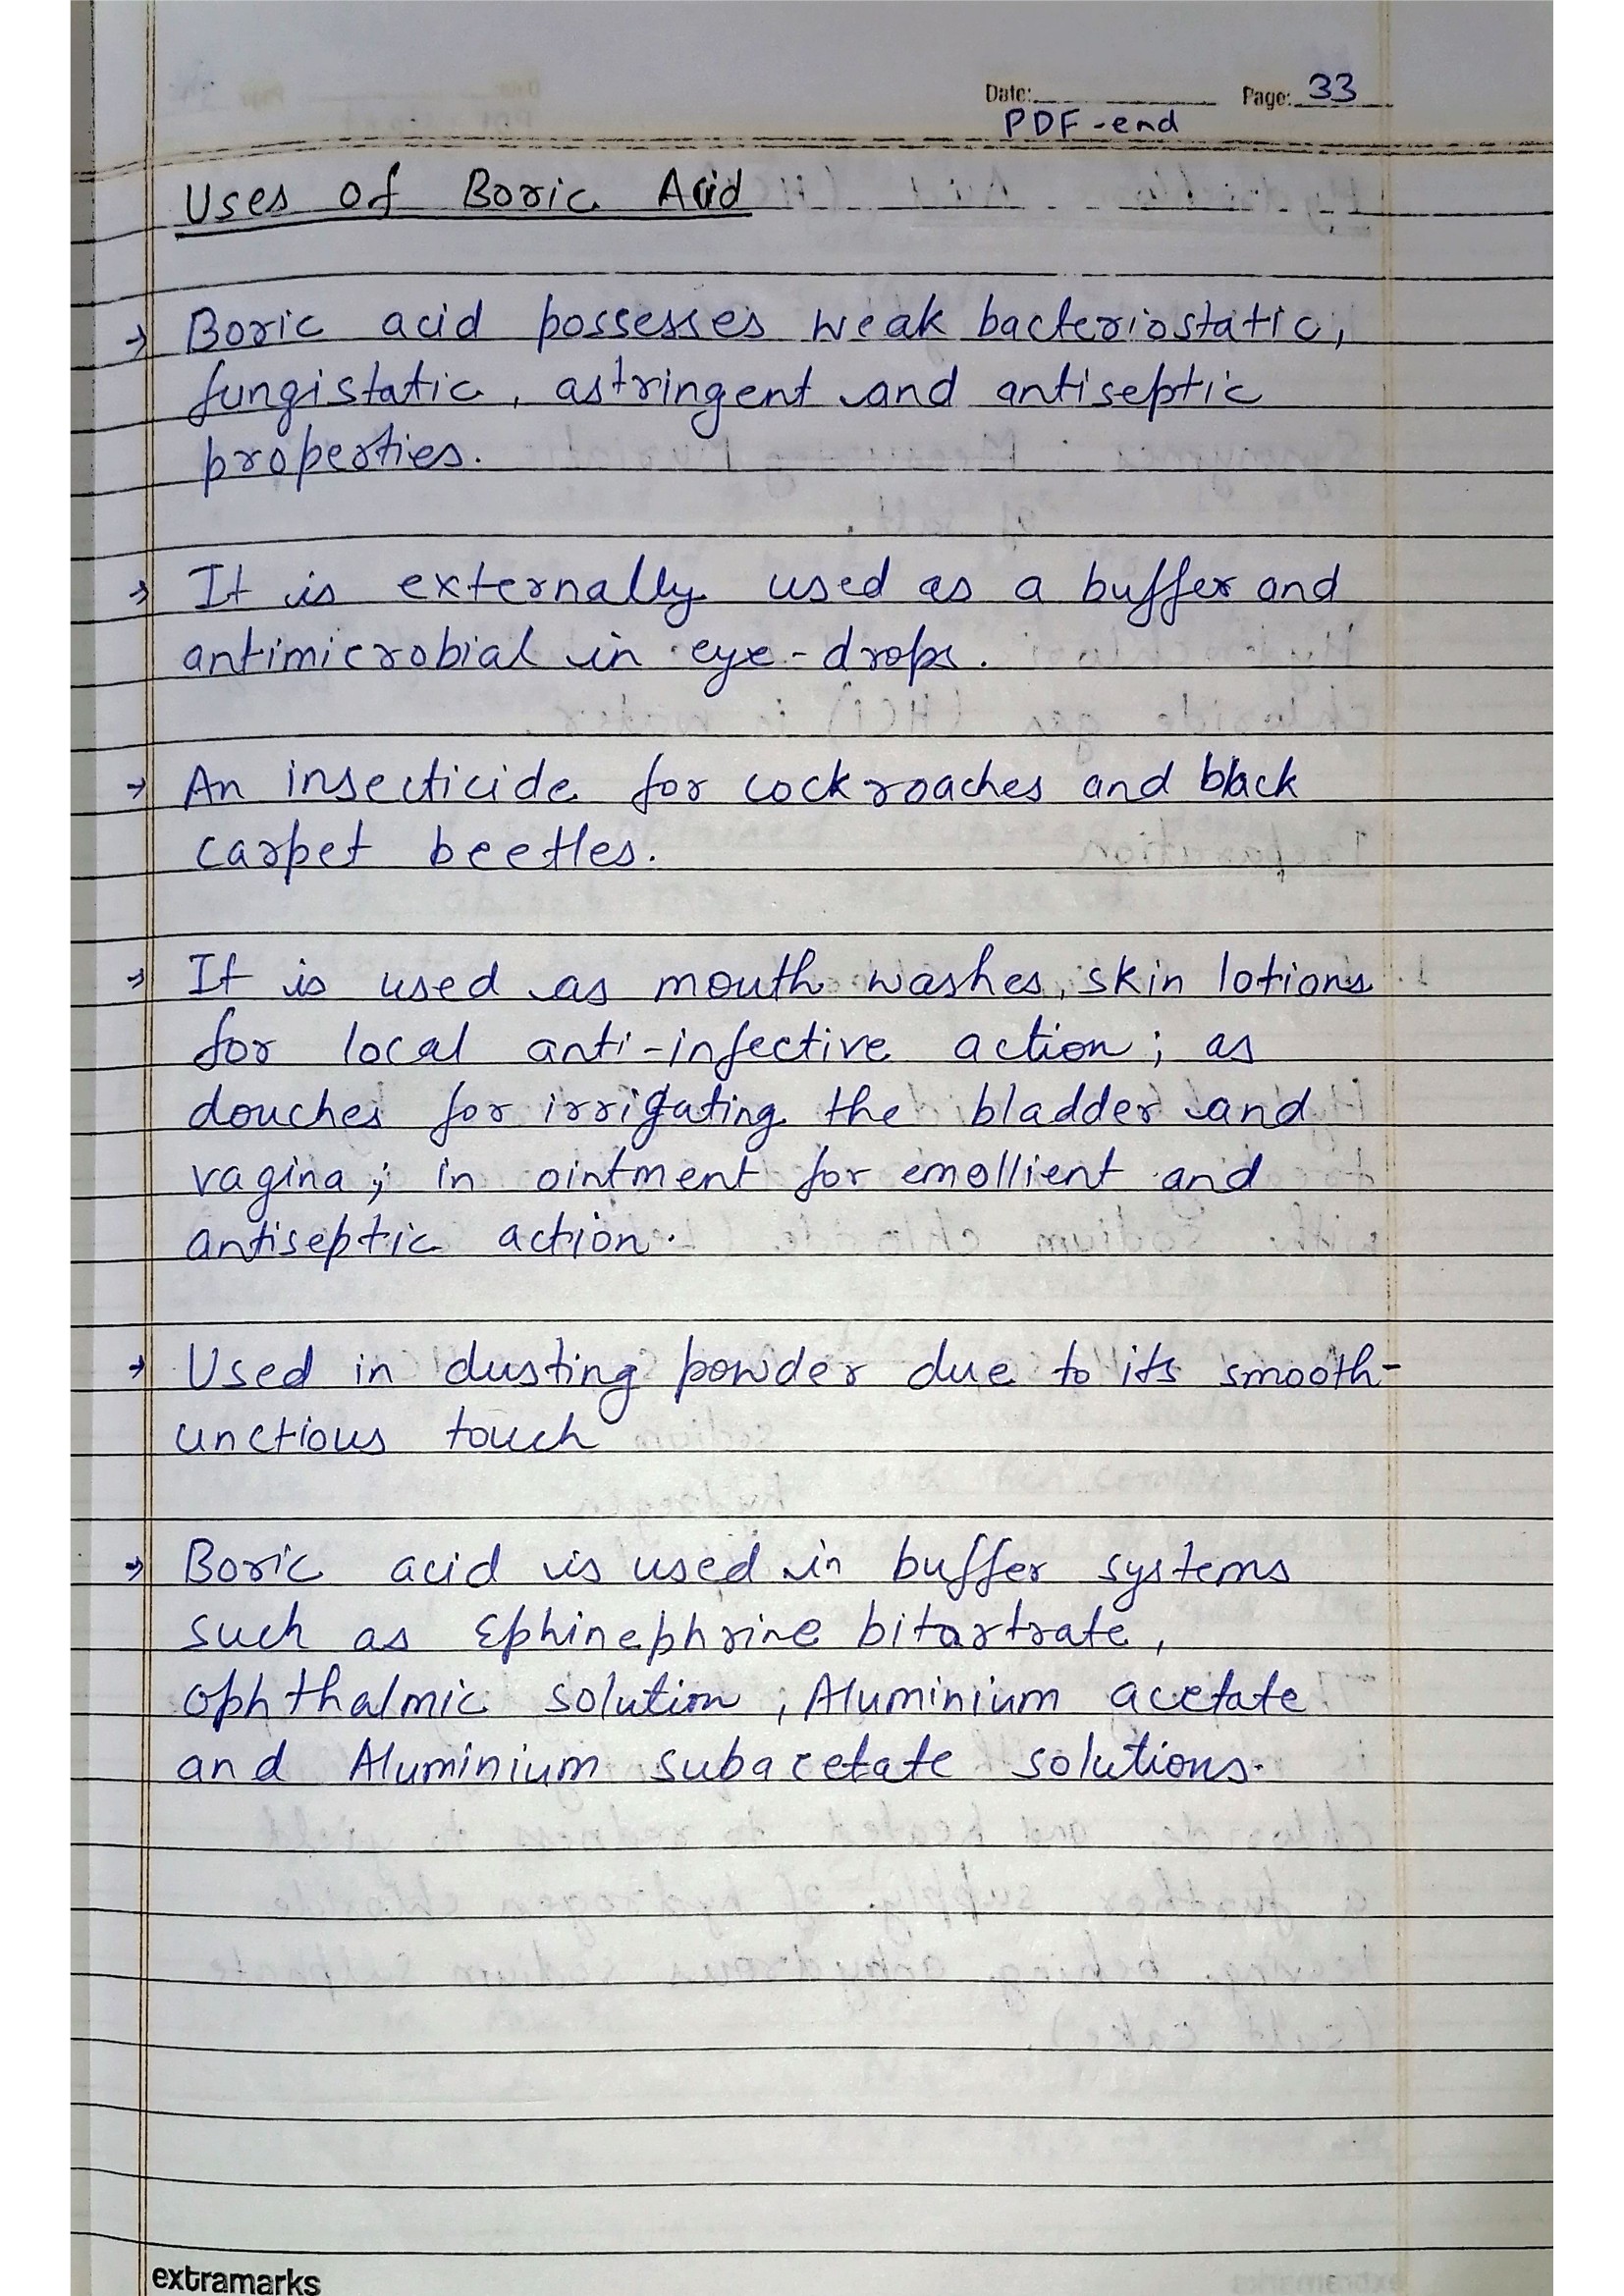 Date: Page: 33
PDF-end
Uses of Boric Acid
→ Boric acid possesses weak bacteriostatic,
fungistatic, astringent and antiseptic
properties.
→ It is externally used as a buffer and
antimicrobial in eye-drops.
→ An insecticide for cockroaches and black
carpet beetles.
→ It is used as mouth washes, skin lotions
for local anti-infective action; as
douches for irrigating the bladder and
vagina; in ointment for emollient and
antiseptic action.
→ Used in dusting powder due to its smooth-
unctious touch
→ Boric acid is used in buffer systems
such as Ephinephrine bitartrate,
ophthalmic solution, Aluminium acetate
and Aluminium subacetate solutions.
extramarks